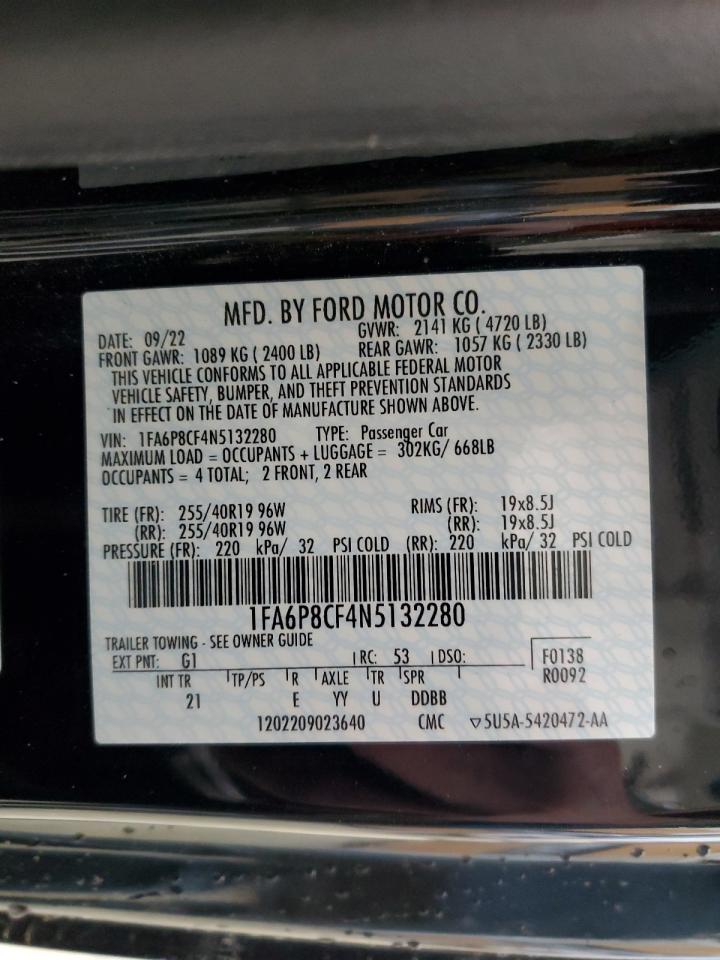 MFD. BY FORD MOTOR CO.
DATE: 09/22 GVWR: 2141 KG ( 4720 LB)
FRONT GAWR: 1089 KG ( 2400 LB) REAR GAWR: 1057 KG ( 2330 LB)
THIS VEHICLE CONFORMS TO ALL APPLICABLE FEDERAL MOTOR
VEHICLE SAFETY, BUMPER, AND THEFT PREVENTION STANDARDS
IN EFFECT ON THE DATE OF MANUFACTURE SHOWN ABOVE.
VIN: 1FA6P8CF4N5132280 TYPE: Passenger Car
MAXIMUM LOAD = OCCUPANTS + LUGGAGE = 302KG/ 668LB
OCCUPANTS = 4 TOTAL; 2 FRONT, 2 REAR
TIRE (FR): 255/40R19 96W RIMS (FR): 19x8.5J
(RR): 255/40R19 96W (RR): 19x8.5J
PRESSURE (FR): 220 kPa/ 32 PSI COLD (RR): 220 kPa/ 32 PSI COLD
1FA6P8CF4N5132280
TRAILER TOWING - SEE OWNER GUIDE
EXT PNT: G1 RC: 53 DSO: F0138
INT TR TP/PS R AXLE TR SPR R0092
21 E YY U DDBB
1202209023640 CMC ▽5U5A-5420472-AA